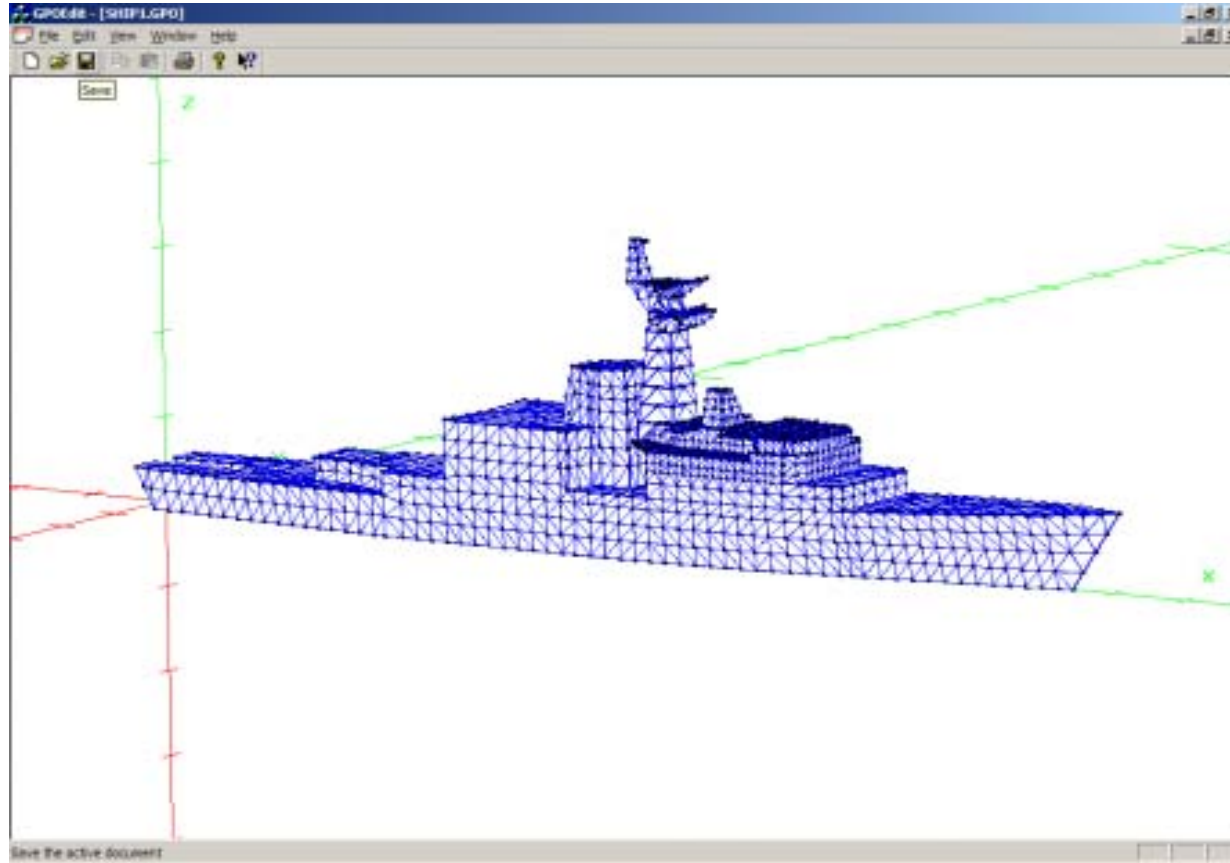 GPOEdit - [SHIP1.GPO]
File Edit View Window Help
Save
Z
X
Save the active document